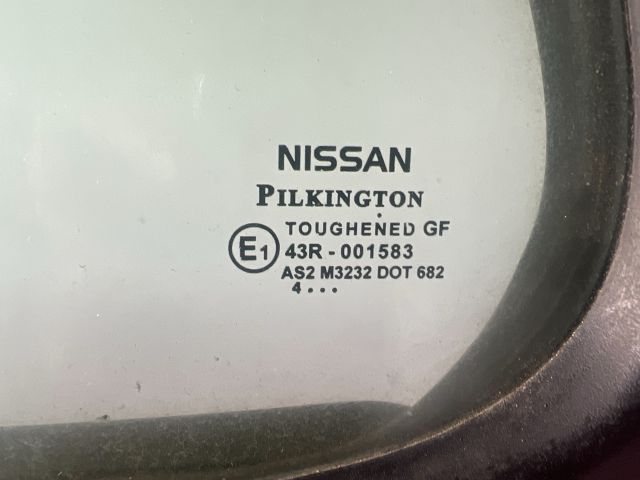 NISSAN
PILKINGTON
TOUGHENED GF
E1 43R - 001583
AS2 M3232 DOT 682
4 . . .